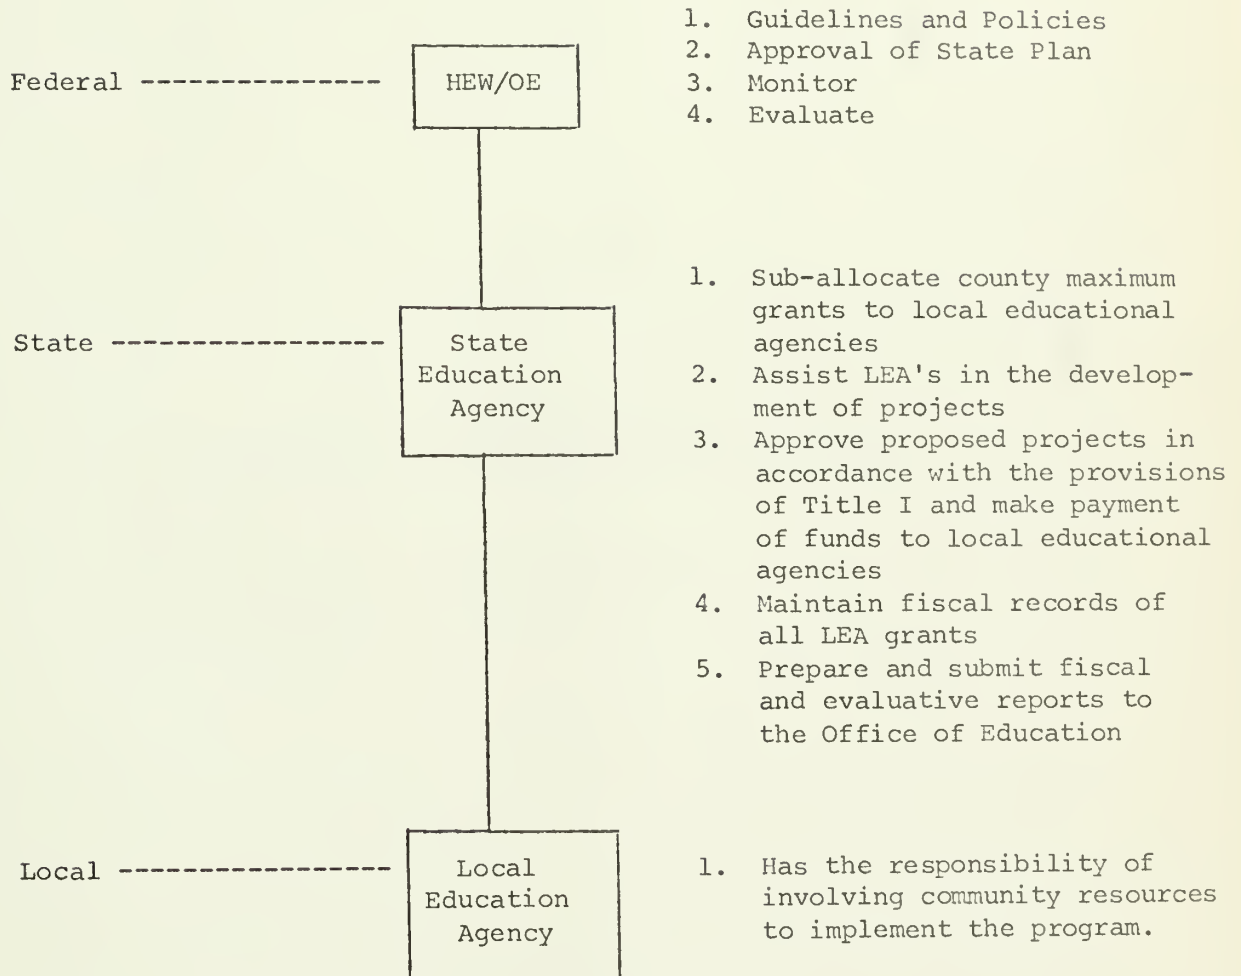 1. Guidelines and Policies
2. Approval of State Plan
3. Monitor
4. Evaluate
Federal ---------------- HEW/OE
1. Sub-allocate county maximum
grants to local educational
agencies
2. Assist LEA's in the develop-
ment of projects
3. Approve proposed projects in
accordance with the provisions
of Title I and make payment
of funds to local educational
agencies
4. Maintain fiscal records of
all LEA grants
5. Prepare and submit fiscal
and evaluative reports to
the Office of Education
State ------------------ State
Education
Agency
Local ------------------ Local
Education
Agency
1. Has the responsibility of
involving community resources
to implement the program.